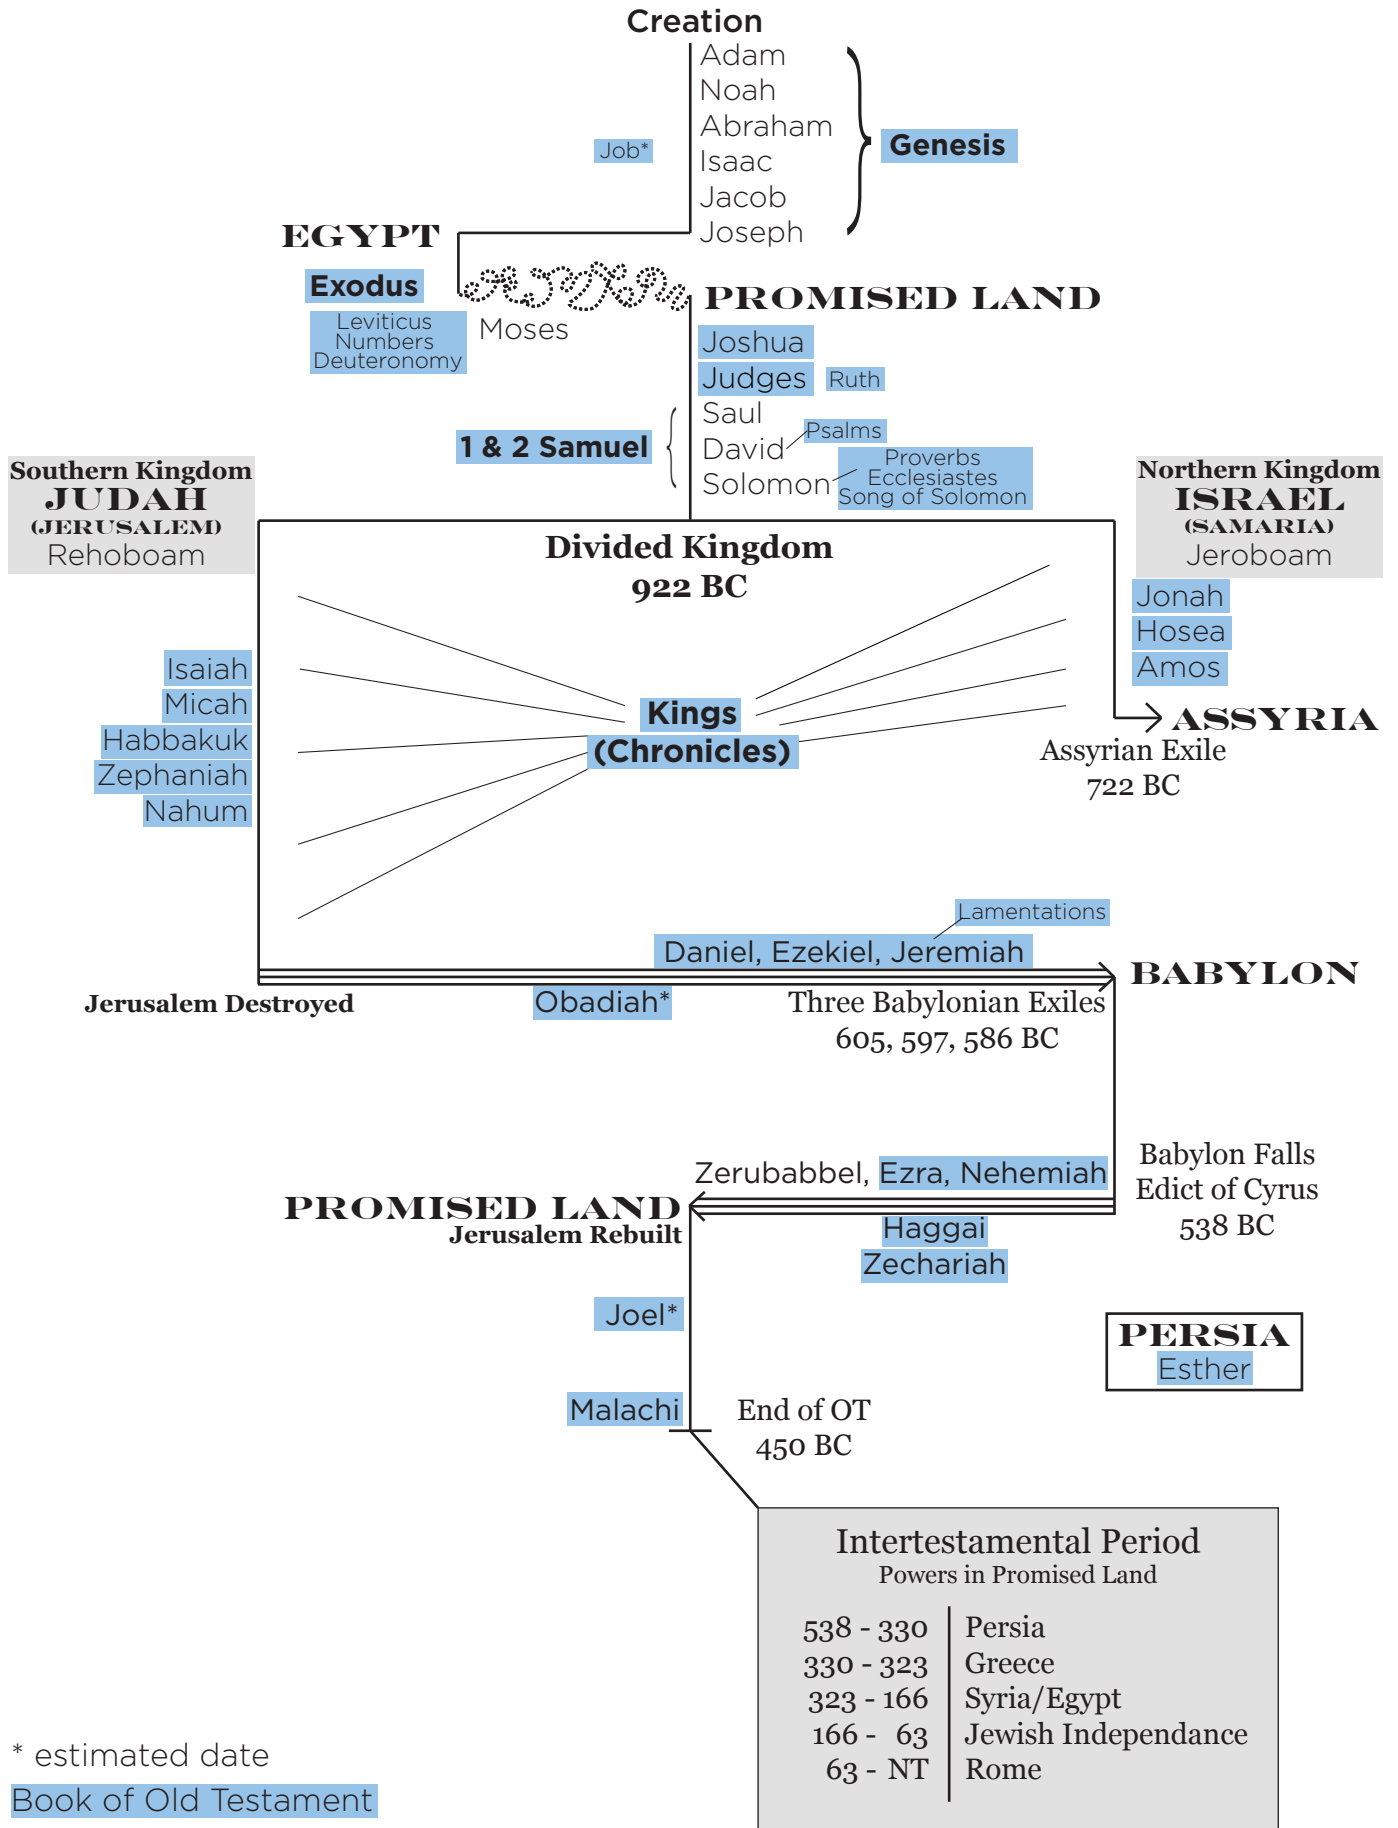 Creation
Adam
Noah
Abraham
Isaac
Jacob
Joseph
Genesis
Job*
EGYPT
Exodus
Leviticus
Numbers
Deuteronomy
Moses
PROMISED LAND
Joshua
Judges
Ruth
Saul
David
Solomon
1 & 2 Samuel
Psalms
Proverbs
Ecclesiastes
Song of Solomon
Southern Kingdom
JUDAH
(JERUSALEM)
Rehoboam
Northern Kingdom
ISRAEL
(SAMARIA)
Jeroboam
Divided Kingdom
922 BC
Jonah
Hosea
Amos
Isaiah
Micah
Habbakuk
Zephaniah
Nahum
Kings
(Chronicles)
ASSYRIA
Assyrian Exile
722 BC
Lamentations
Daniel, Ezekiel, Jeremiah
BABYLON
Jerusalem Destroyed
Obadiah*
Three Babylonian Exiles
605, 597, 586 BC
Babylon Falls
Edict of Cyrus
538 BC
Zerubabbel, Ezra, Nehemiah
PROMISED LAND
Jerusalem Rebuilt
Haggai
Zechariah
Joel*
PERSIA
Esther
Malachi
End of OT
450 BC
Intertestamental Period
Powers in Promised Land
538 - 330 Persia
330 - 323 Greece
323 - 166 Syria/Egypt
166 - 63 Jewish Independance
63 - NT Rome
* estimated date
Book of Old Testament